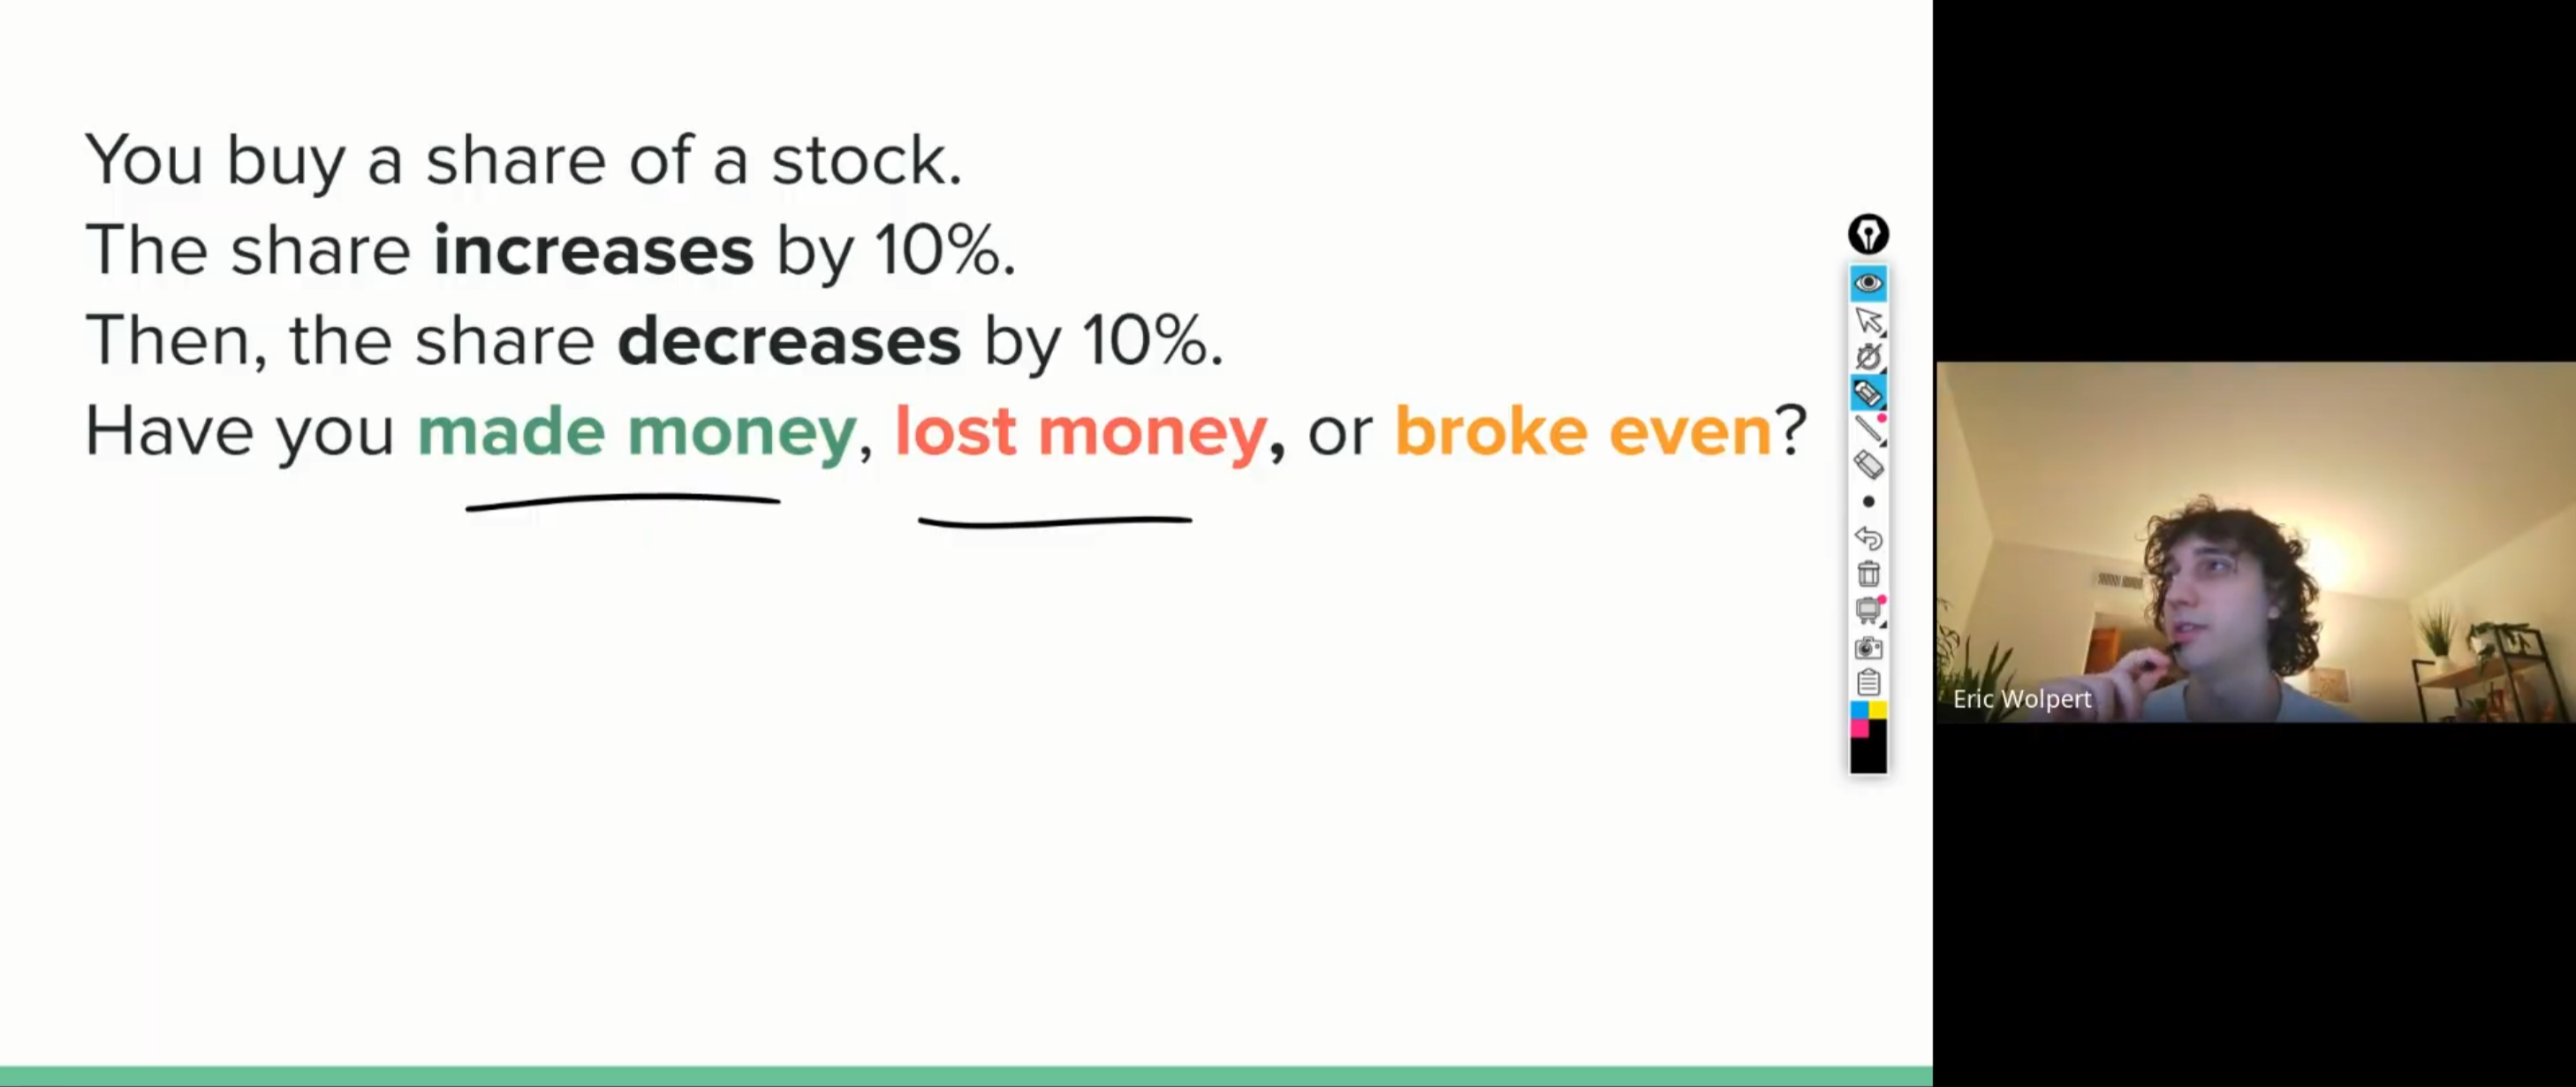 You buy a share of a stock.
The share increases by 10%.
Then, the share decreases by 10%.
Have you made money, lost money, or broke even?
Eric Wolpert